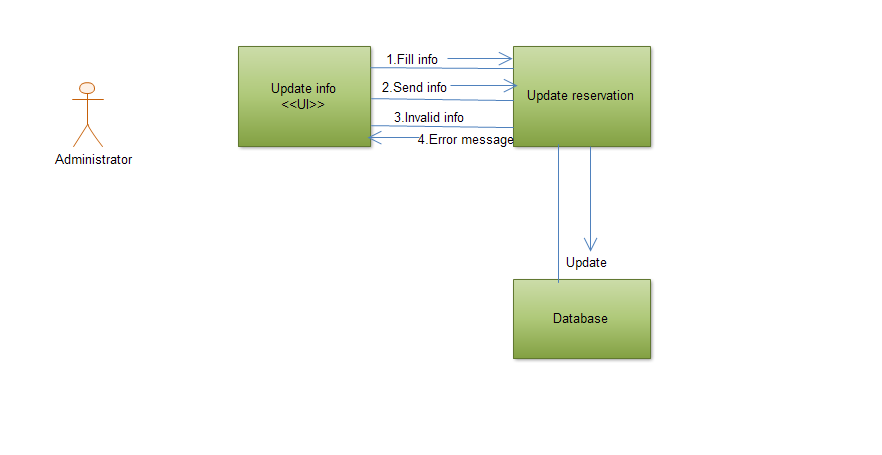 1.Fill info
Update info
<<UI>>
2.Send info
Update reservation
3.Invalid info
4.Error message
Administrator
Update
Database